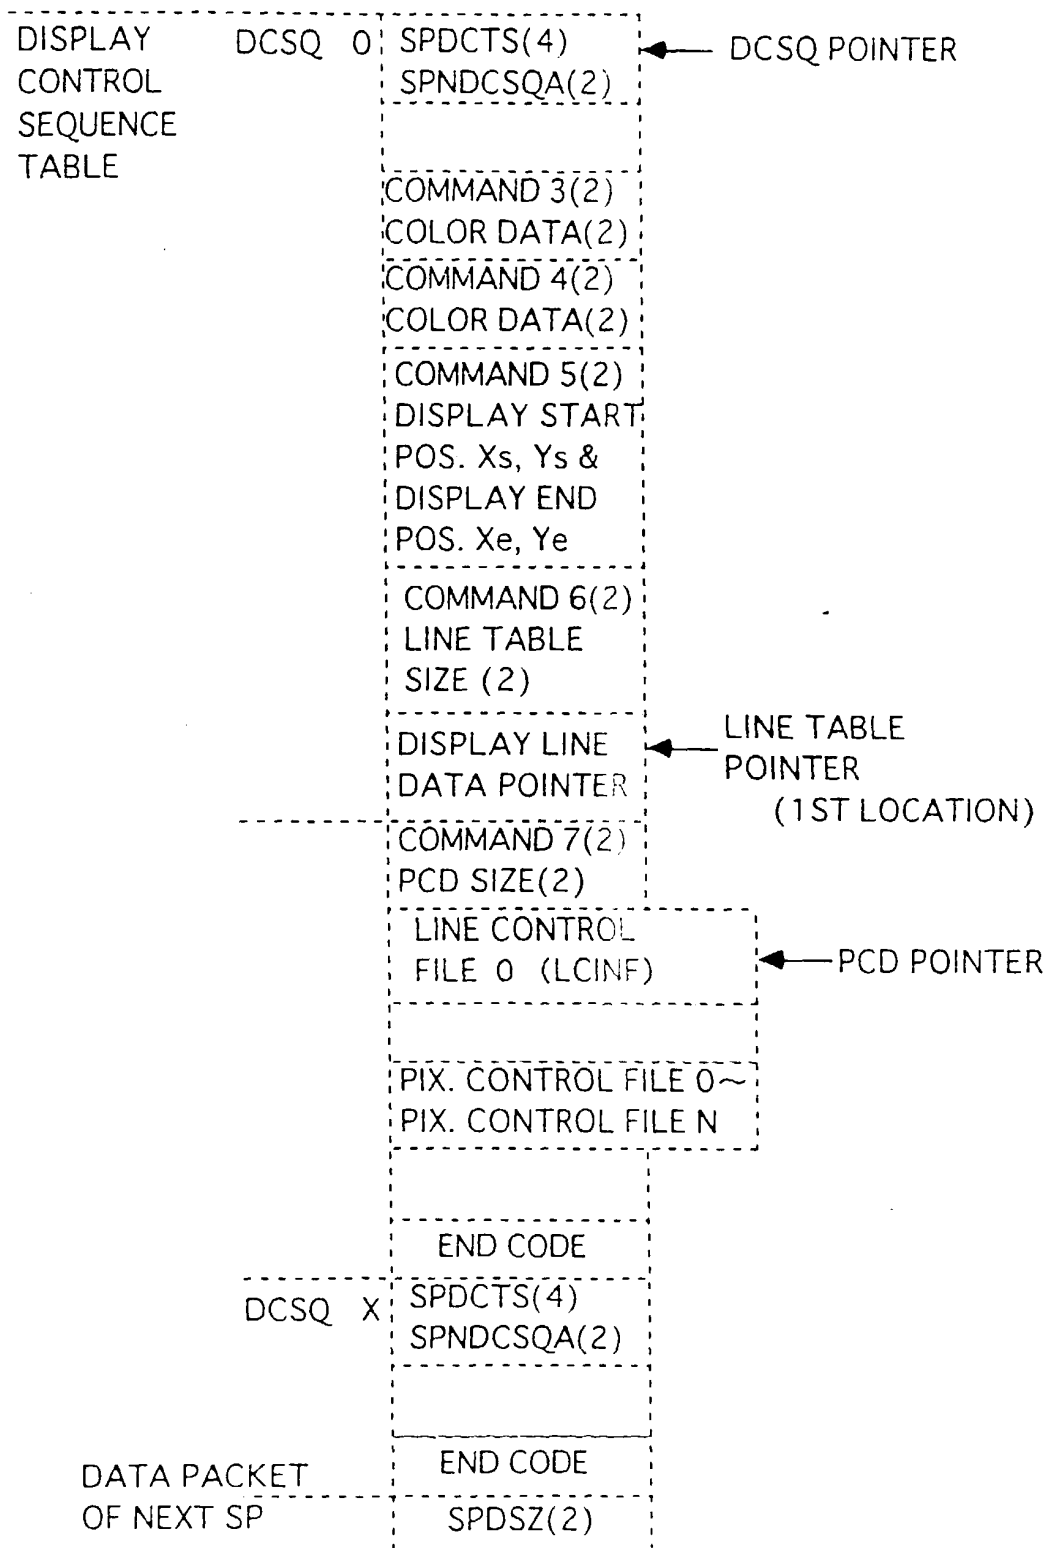 DISPLAY
CONTROL
SEQUENCE
TABLE
DCSQ 0
SPDCTS(4)
SPNDCSQA(2)
DCSQ POINTER
COMMAND 3(2)
COLOR DATA(2)
COMMAND 4(2)
COLOR DATA(2)
COMMAND 5(2)
DISPLAY START
POS. Xs, Ys &
DISPLAY END
POS. Xe, Ye
COMMAND 6(2)
LINE TABLE
SIZE (2)
DISPLAY LINE
DATA POINTER
LINE TABLE
POINTER
(1ST LOCATION)
COMMAND 7(2)
PCD SIZE(2)
LINE CONTROL
FILE 0 (LCINF)
PCD POINTER
PIX. CONTROL FILE 0~
PIX. CONTROL FILE N
END CODE
DCSQ X
SPDCTS(4)
SPNDCSQA(2)
END CODE
DATA PACKET
OF NEXT SP
SPDSZ(2)